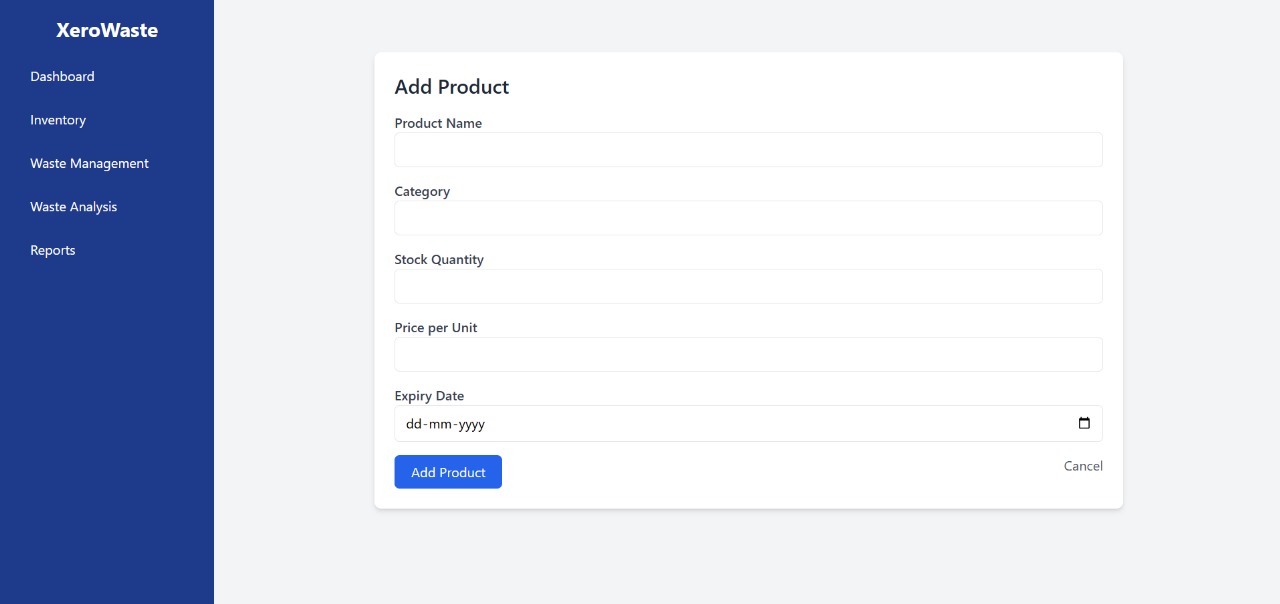 XeroWaste
Dashboard
Inventory
Waste Management
Waste Analysis
Reports
Add Product
Product Name
Category
Stock Quantity
Price per Unit
Expiry Date
dd-mm-yyyy
Add Product
Cancel